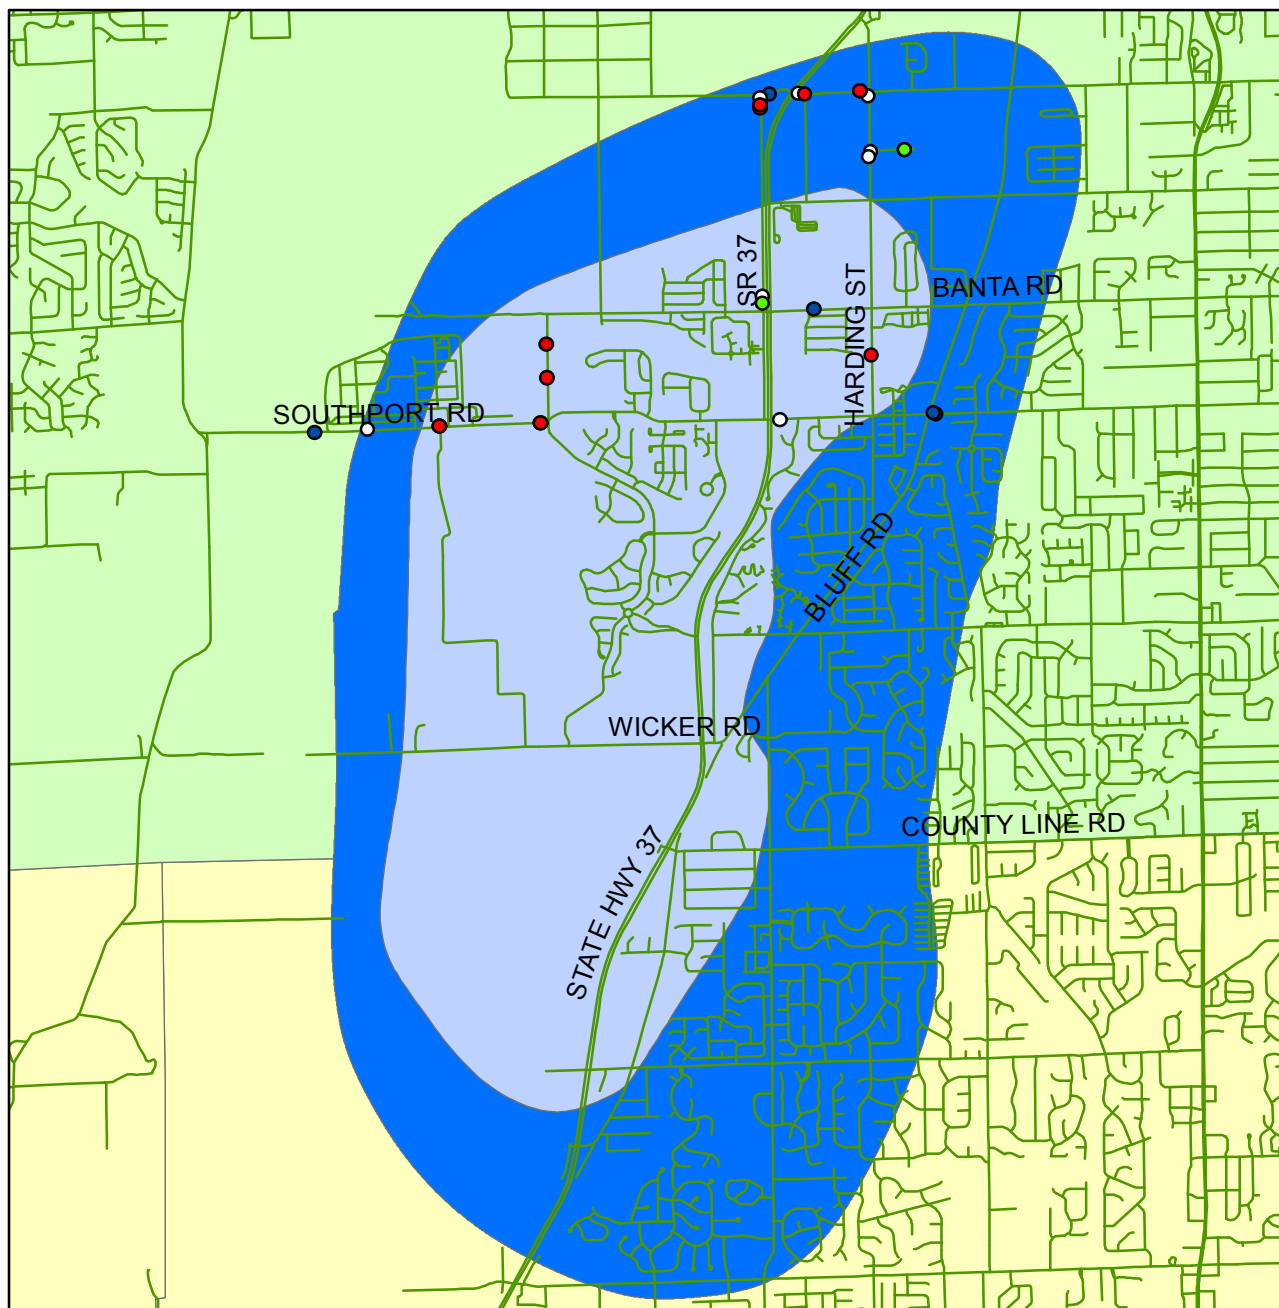 SR 37
HARDING ST
BANTA RD
SOUTHPORT RD
BLUFF RD
WICKER RD
COUNTY LINE RD
STATE HWY 37